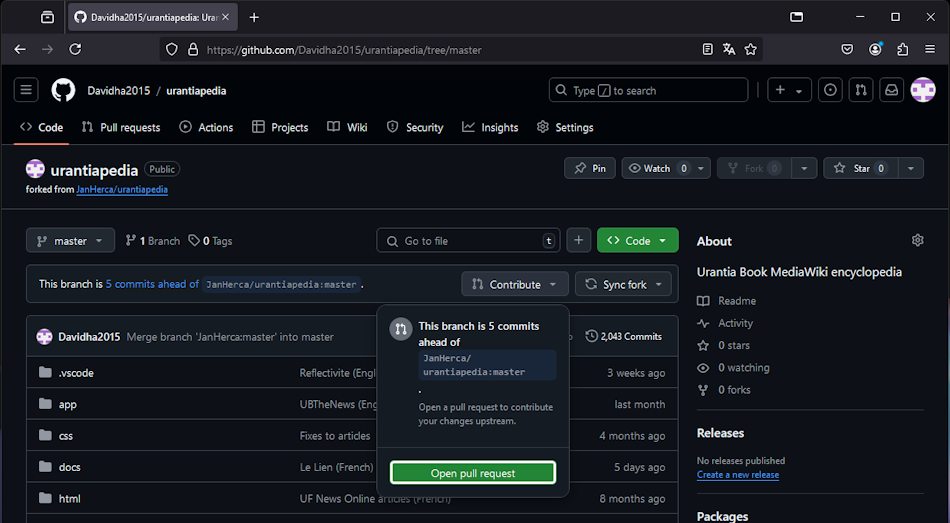 Davidha2015/urantiapedia: Uran
https://github.com/Davidha2015/urantiapedia/tree/master
Davidha2015 / urantiapedia
Type / to search
Code Pull requests Actions Projects Wiki Security Insights Settings
urantiapedia Public
Pin Watch 0 Fork 0 Star 0
forked from JanHerca/urantiapedia
master 1 Branch 0 Tags Go to file t Code
This branch is 5 commits ahead of JanHerca/urantiapedia:master .
Contribute Sync fork
This branch is 5 commits
ahead of
JanHerca/
urantiapedia:master
.
Open a pull request to contribute
your changes upstream.
Open pull request
Davidha2015 Merge branch 'JanHerca:master' into master 2,043 Commits
.vscode Reflectivite (Engl 3 weeks ago
app UBTheNews (Eng last month
css Fixes to articles 4 months ago
docs Le Lien (French) 5 days ago
html UF News Online articles (French) 8 months ago
About
Urantia Book MediaWiki encyclopedia
Readme
Activity
0 stars
0 watching
0 forks
Releases
No releases published
Create a new release
Packages